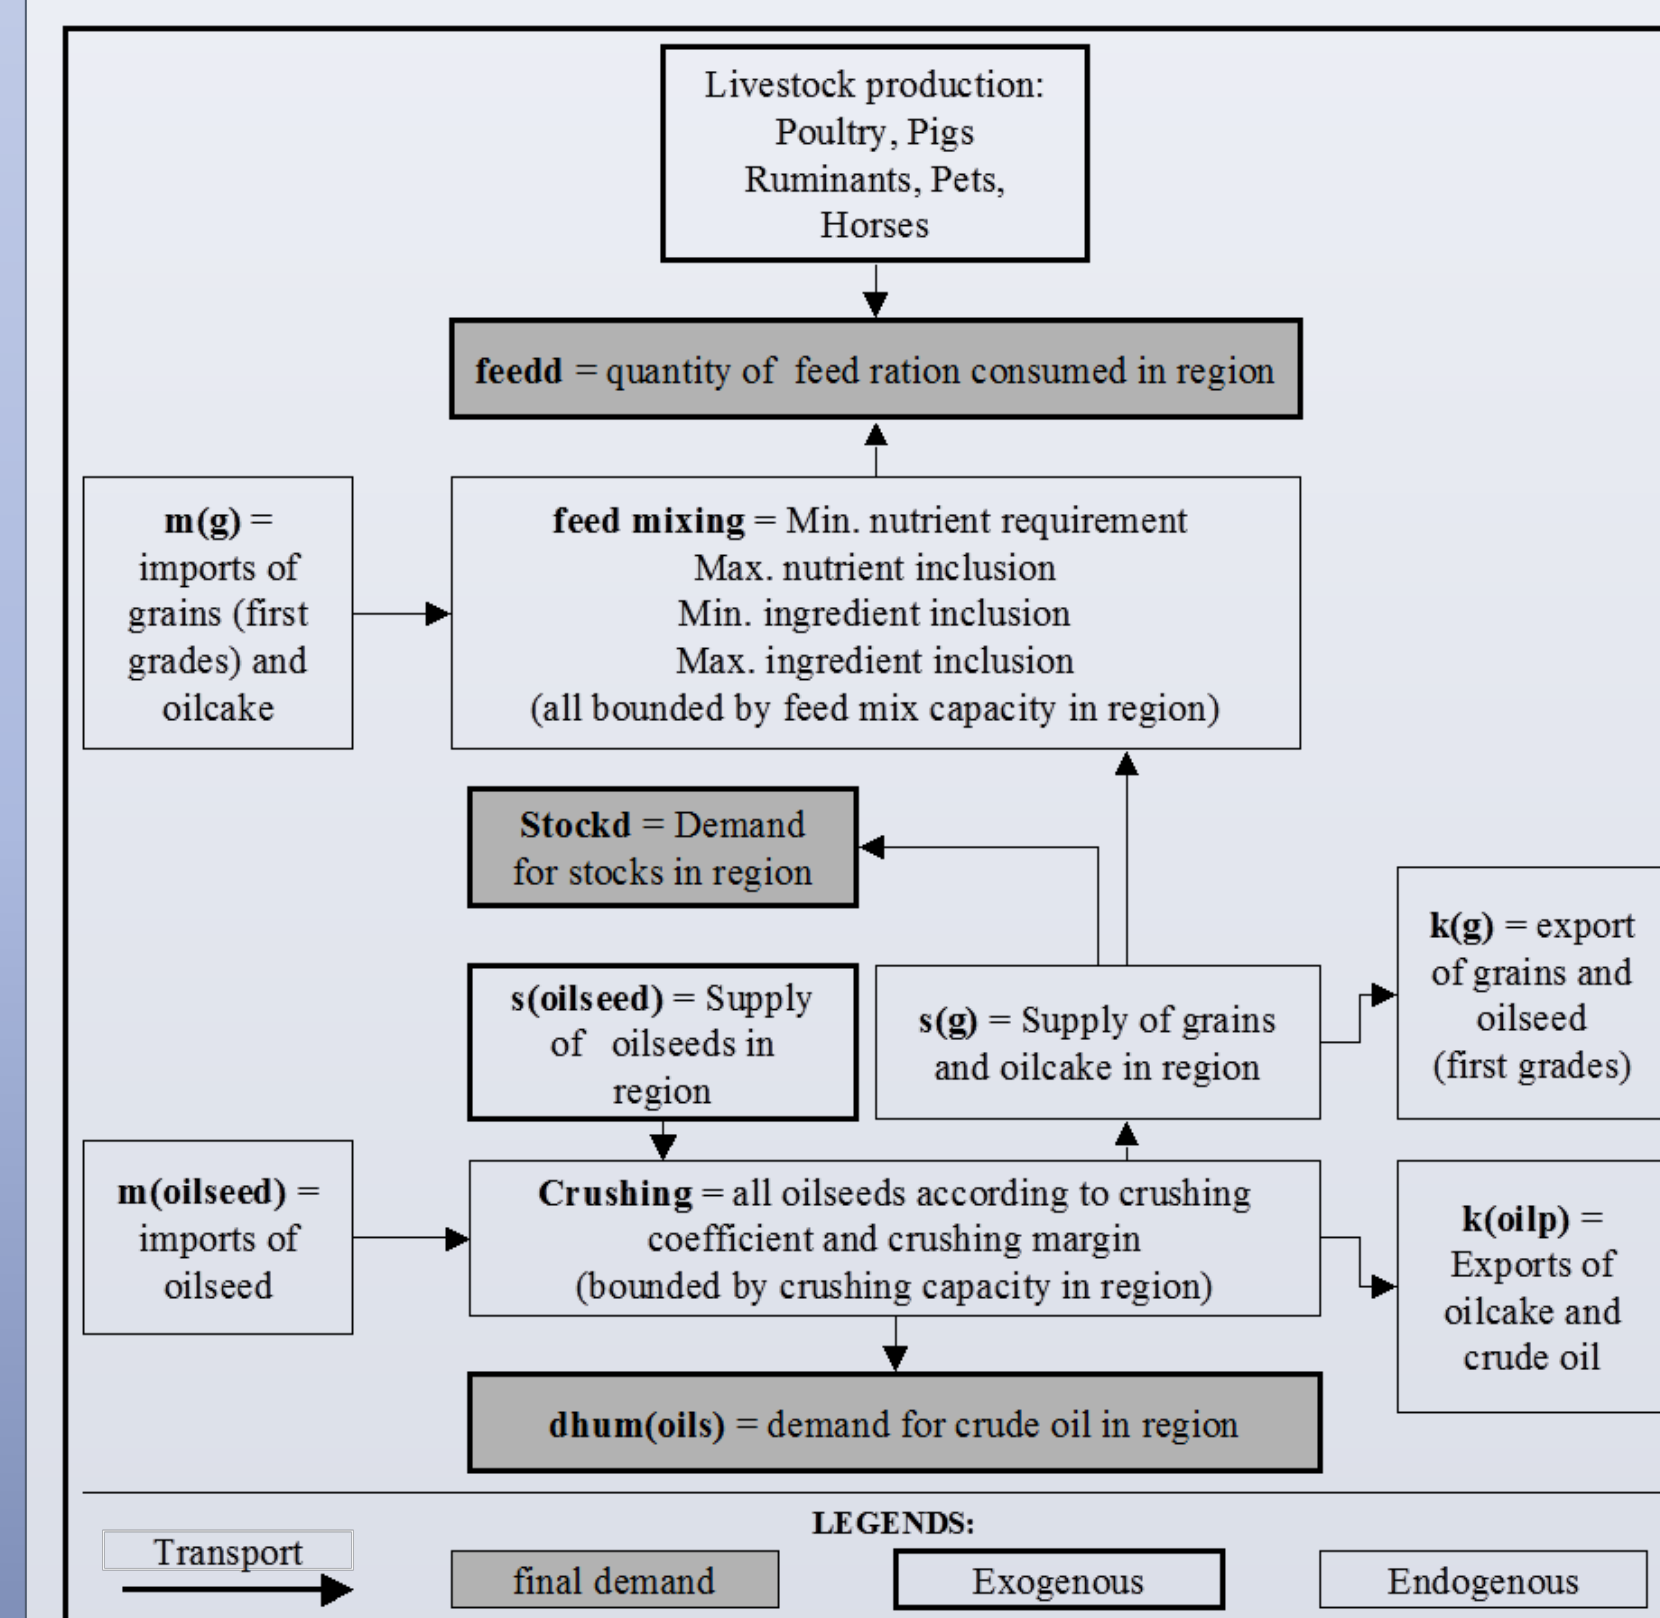 Livestock production:
Poultry, Pigs
Ruminants, Pets,
Horses
feedd = quantity of feed ration consumed in region
m(g) =
imports of
grains (first
grades) and
oilcake
feed mixing = Min. nutrient requirement
Max. nutrient inclusion
Min. ingredient inclusion
Max. ingredient inclusion
(all bounded by feed mix capacity in region)
Stockd = Demand
for stocks in region
s(oilseed) = Supply
of oilseeds in
region
s(g) = Supply of grains
and oilcake in region
k(g) = export
of grains and
oilseed
(first grades)
m(oilseed) =
imports of
oilseed
Crushing = all oilseeds according to crushing
coefficient and crushing margin
(bounded by crushing capacity in region)
k(oilp) =
Exports of
oilcake and
crude oil
dhum(oils) = demand for crude oil in region
LEGENDS:
Transport
final demand
Exogenous
Endogenous